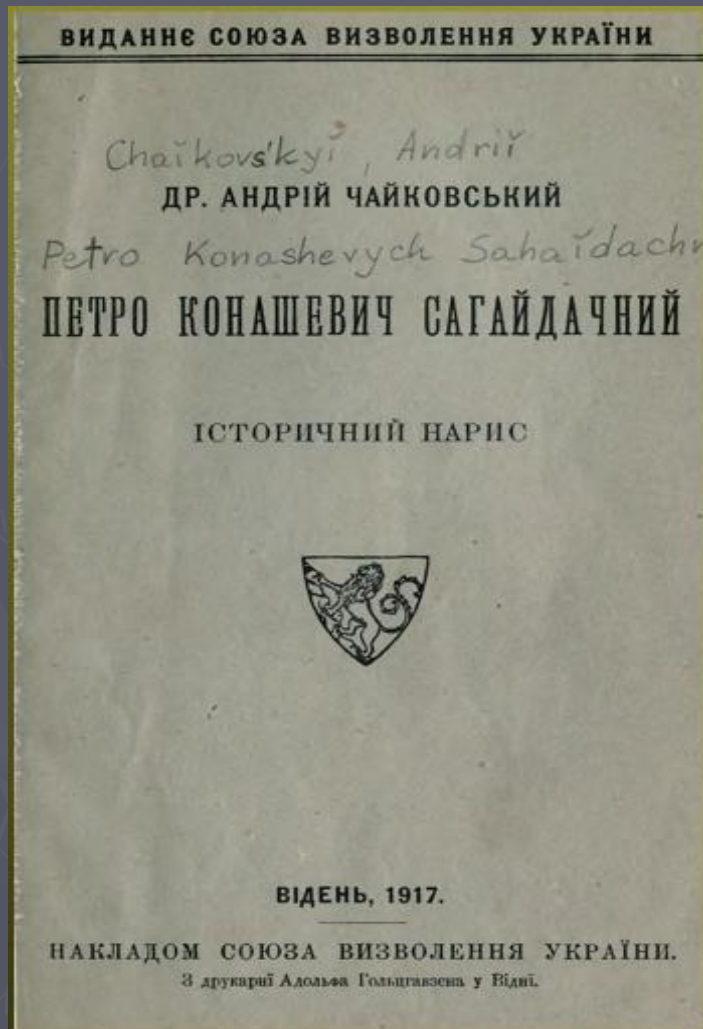 ВИДАННЄ СОЮЗА ВИЗВОЛЕННЯ УКРАЇНИ
Chaĭkovs'kyĭ, Andriĭ
ДР. АНДРІЙ ЧАЙКОВСЬКИЙ
Petro Konashevych Sahaĭdachn
ПЕТРО КОНАШЕВИЧ САГАЙДАЧНИЙ
ІСТОРИЧНИЙ НАРИС
ВІДЕНЬ, 1917.
НАКЛАДОМ СОЮЗА ВИЗВОЛЕННЯ УКРАЇНИ.
З друкарнї Адольфа Гольцгавзена у Відні.